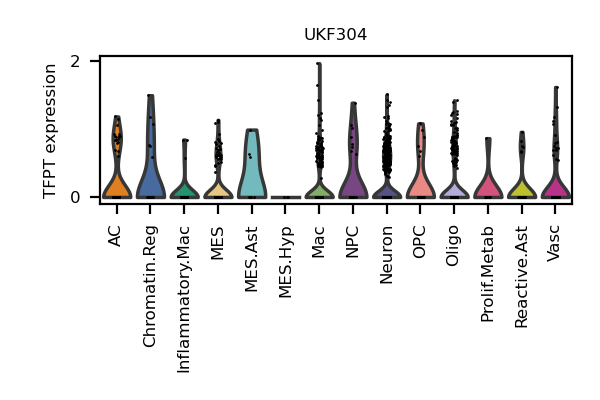 UKF304
TFPT expression
2
0
AC
Chromatin.Reg
Inflammatory.Mac
MES
MES.Ast
MES.Hyp
Mac
NPC
Neuron
OPC
Oligo
Prolif.Metab
Reactive.Ast
Vasc